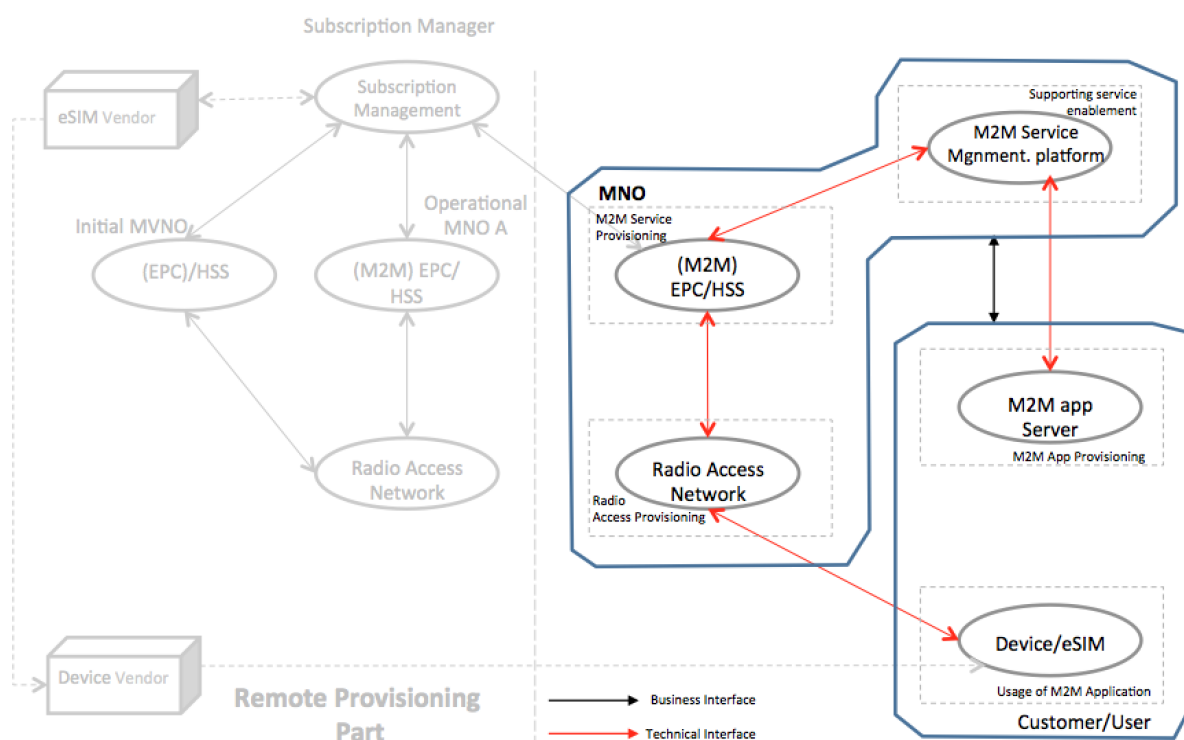 Subscription Manager
eSIM Vendor
Subscription
Management
Initial MVNO
Operational
MNO A
(EPC)/HSS
(M2M) EPC/
HSS
Radio Access
Network
Device Vendor
Remote Provisioning
Part
Supporting service
enablement
M2M Service
Mgnment. platform
MNO
M2M Service
Provisioning
(M2M)
EPC/HSS
Radio Access
Network
Radio
Access Provisioning
M2M app
Server
M2M App Provisioning
Device/eSIM
Usage of M2M Application
Customer/User
Business Interface
Technical Interface